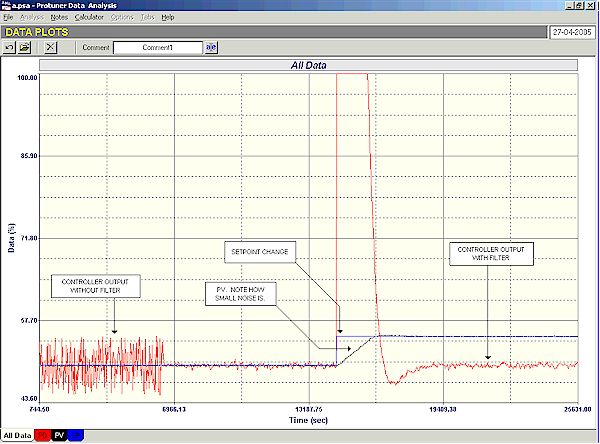 a.psa - Protuner Data Analysis
File Analysis Notes Calculator Options Tabs Help
DATA PLOTS
27-04-2005
Comment Comment1
All Data
100.00
85.90
71.80
57.70
43.60
Data (%)
CONTROLLER OUTPUT
WITHOUT FILTER
SETPOINT CHANGE
PV. NOTE HOW
SMALL NOISE IS.
CONTROLLER OUTPUT
WITH FILTER
744.50 6966.13 13187.75 19409.38 25631.00
Time (sec)
All Data PV